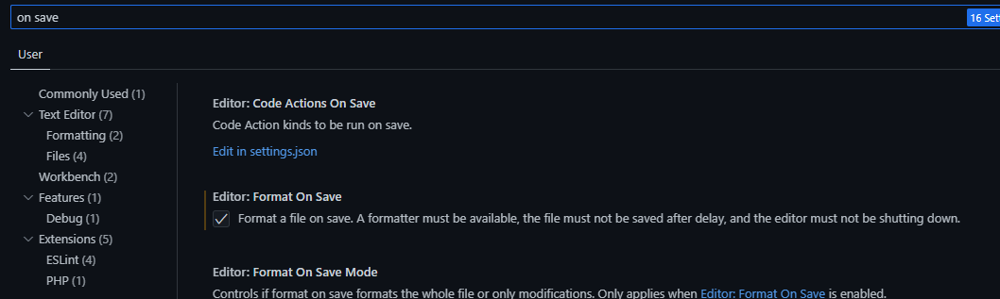 on save
16 Sett
User
Commonly Used (1)
Text Editor (7)
Formatting (2)
Files (4)
Workbench (2)
Features (1)
Debug (1)
Extensions (5)
ESLint (4)
PHP (1)
Editor: Code Actions On Save
Code Action kinds to be run on save.
Edit in settings.json
Editor: Format On Save
Format a file on save. A formatter must be available, the file must not be saved after delay, and the editor must not be shutting down.
Editor: Format On Save Mode
Controls if format on save formats the whole file or only modifications. Only applies when Editor: Format On Save is enabled.